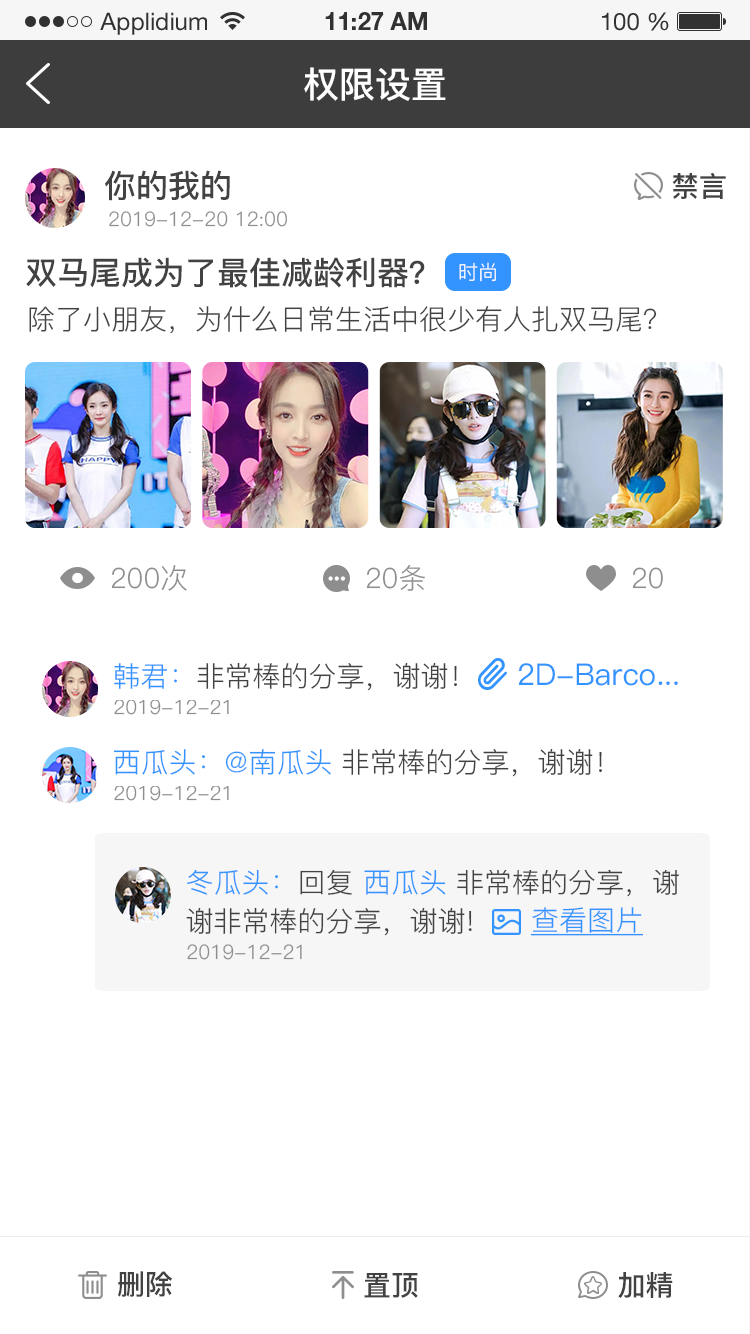 Applidium 11:27 AM 100 %
权限设置
你的我的 禁言
2019-12-20 12:00
双马尾成为了最佳减龄利器? 时尚
除了小朋友，为什么日常生活中很少有人扎双马尾?
HAPPY IT
200次 20条 20
韩君：非常棒的分享，谢谢！ 2D-Barco...
2019-12-21
西瓜头：@南瓜头 非常棒的分享，谢谢！
2019-12-21
冬瓜头：回复 西瓜头 非常棒的分享，谢
谢非常棒的分享，谢谢! 查看图片
2019-12-21
删除 置顶 加精